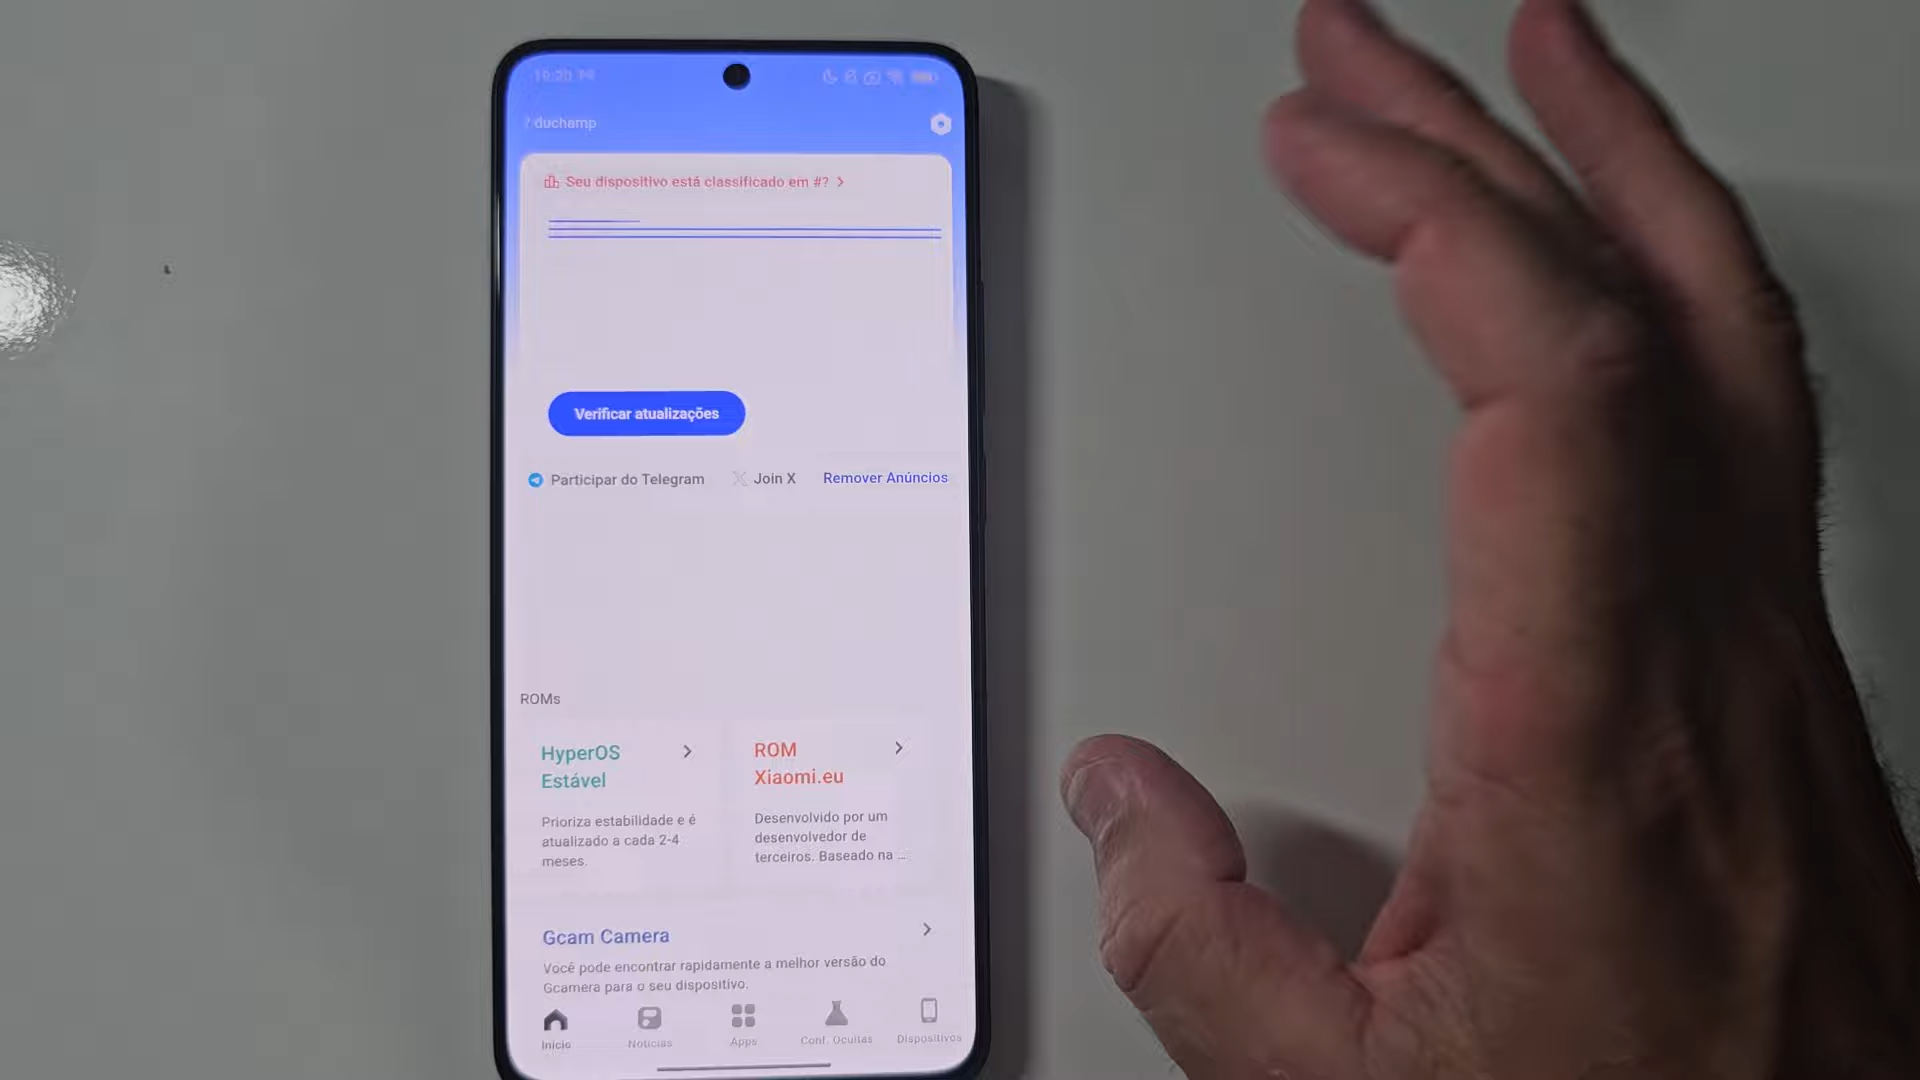 ? duchamp
Seu dispositivo está classificado em #?
Verificar atualizações
Participar do Telegram
Join X
Remover Anúncios
ROMs
HyperOS
Estável
Prioriza estabilidade e é
atualizado a cada 2-4
meses.
ROM
Xiaomi.eu
Desenvolvido por um
desenvolvedor de
terceiros. Baseado na ...
Gcam Camera
Você pode encontrar rapidamente a melhor versão do
Gcamera para o seu dispositivo.
Início
Notícias
Apps
Conf. Ocultas
Dispositivos